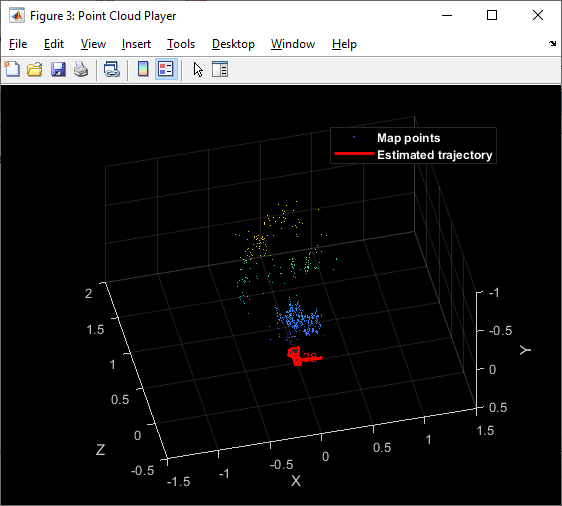 Figure 3: Point Cloud Player
File Edit View Insert Tools Desktop Window Help
Map points
Estimated trajectory
2
1.5
1
0.5
0
-0.5
Z
-1.5
-1
-0.5
0
0.5
1
1.5
X
-1
-0.5
0
0.5
Y
28